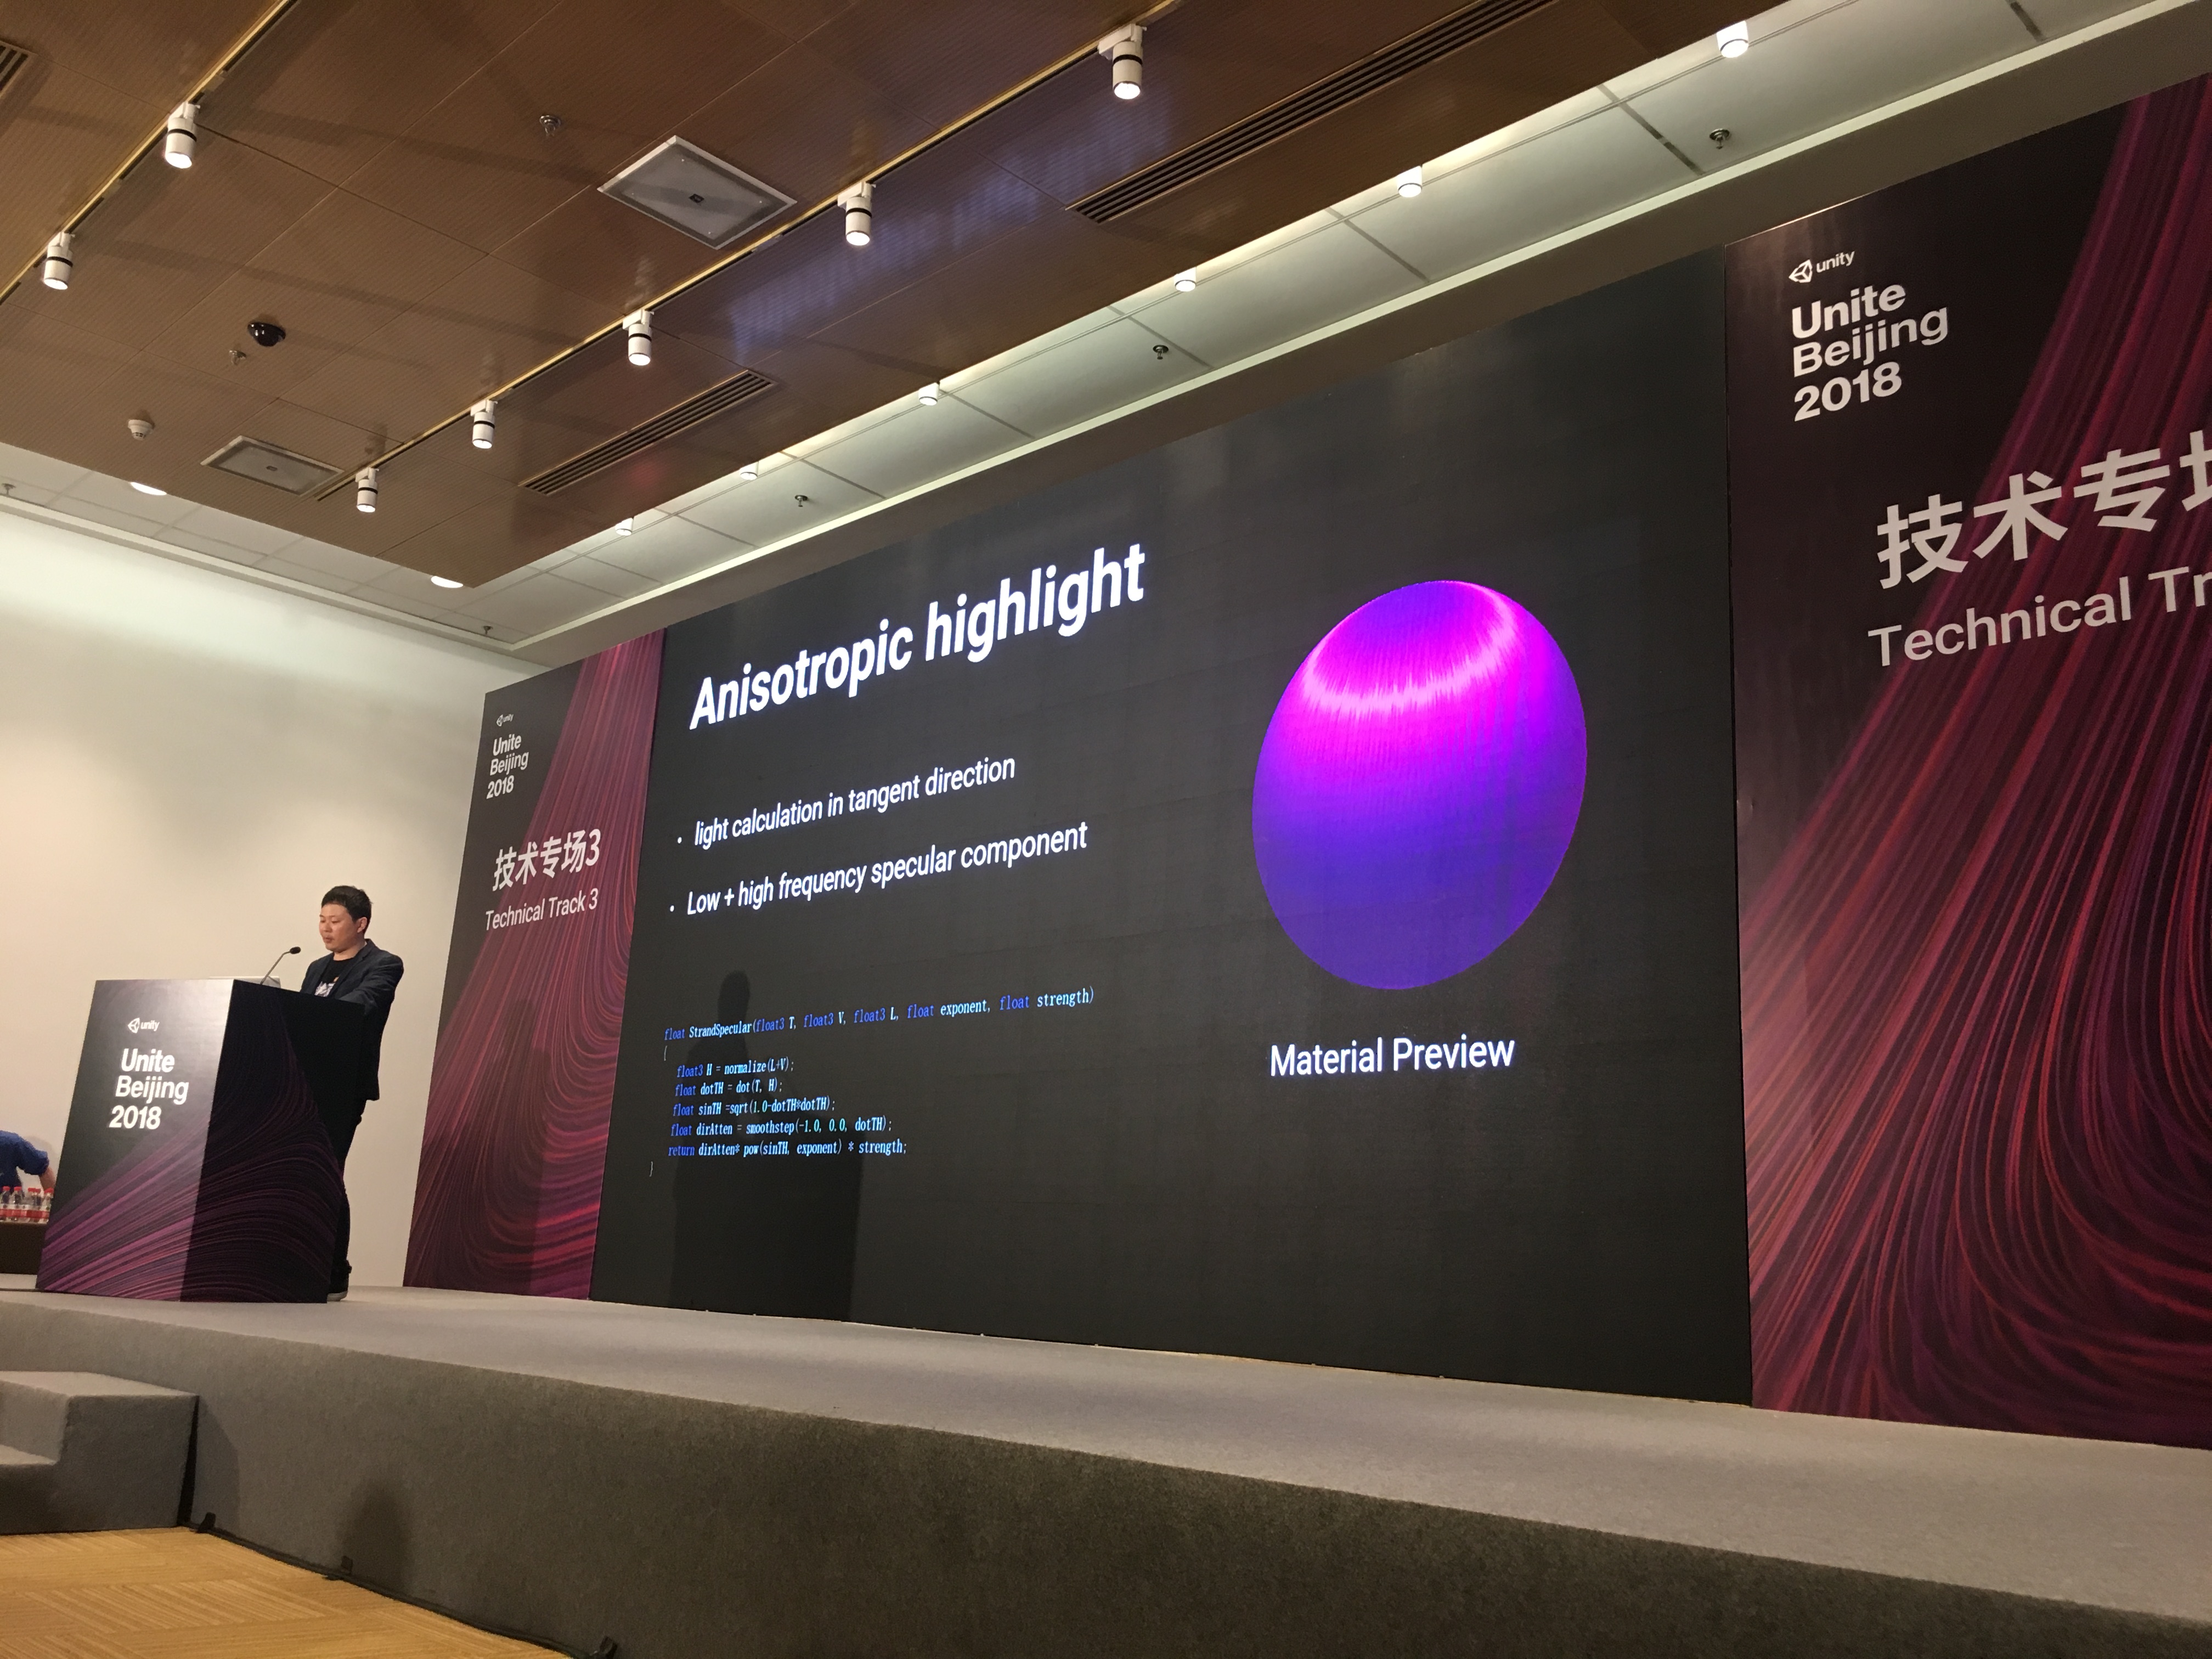 unity
Unite
Beijing
2018
技术专场3
Technical Track 3
unity
Unite
Beijing
2018
Anisotropic highlight
• light calculation in tangent direction
• Low + high frequency specular component
float StrandSpecular(float3 T, float3 V, float3 L, float exponent, float strength)
{
float3 H = normalize(L+V);
float dotTH = dot(T, H);
float sinTH =sqrt(1.0-dotTH*dotTH);
float dirAtten = smoothstep(-1.0, 0.0, dotTH);
return dirAtten* pow(sinTH, exponent) * strength;
}
Material Preview
unity
Unite
Beijing
2018
技术专
Technical Tr